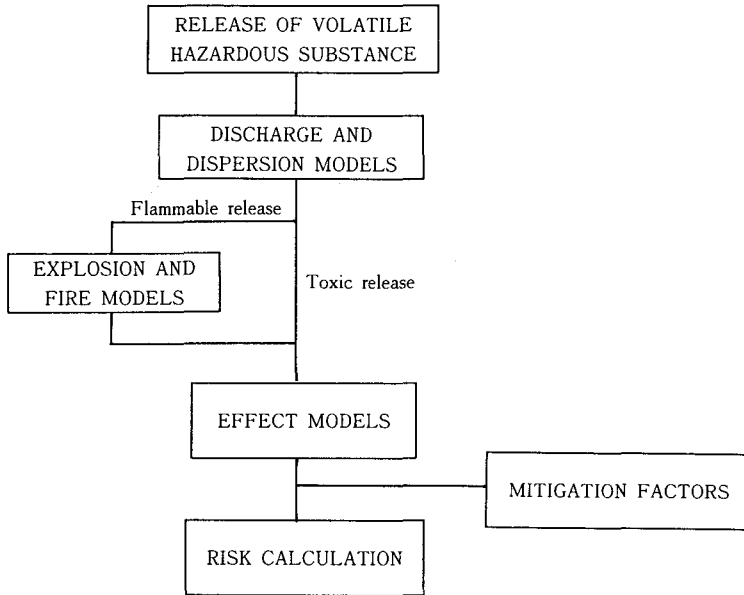 RELEASE OF VOLATILE
HAZARDOUS SUBSTANCE
DISCHARGE AND
DISPERSION MODELS
Flammable release
EXPLOSION AND
FIRE MODELS
Toxic release
EFFECT MODELS
MITIGATION FACTORS
RISK CALCULATION